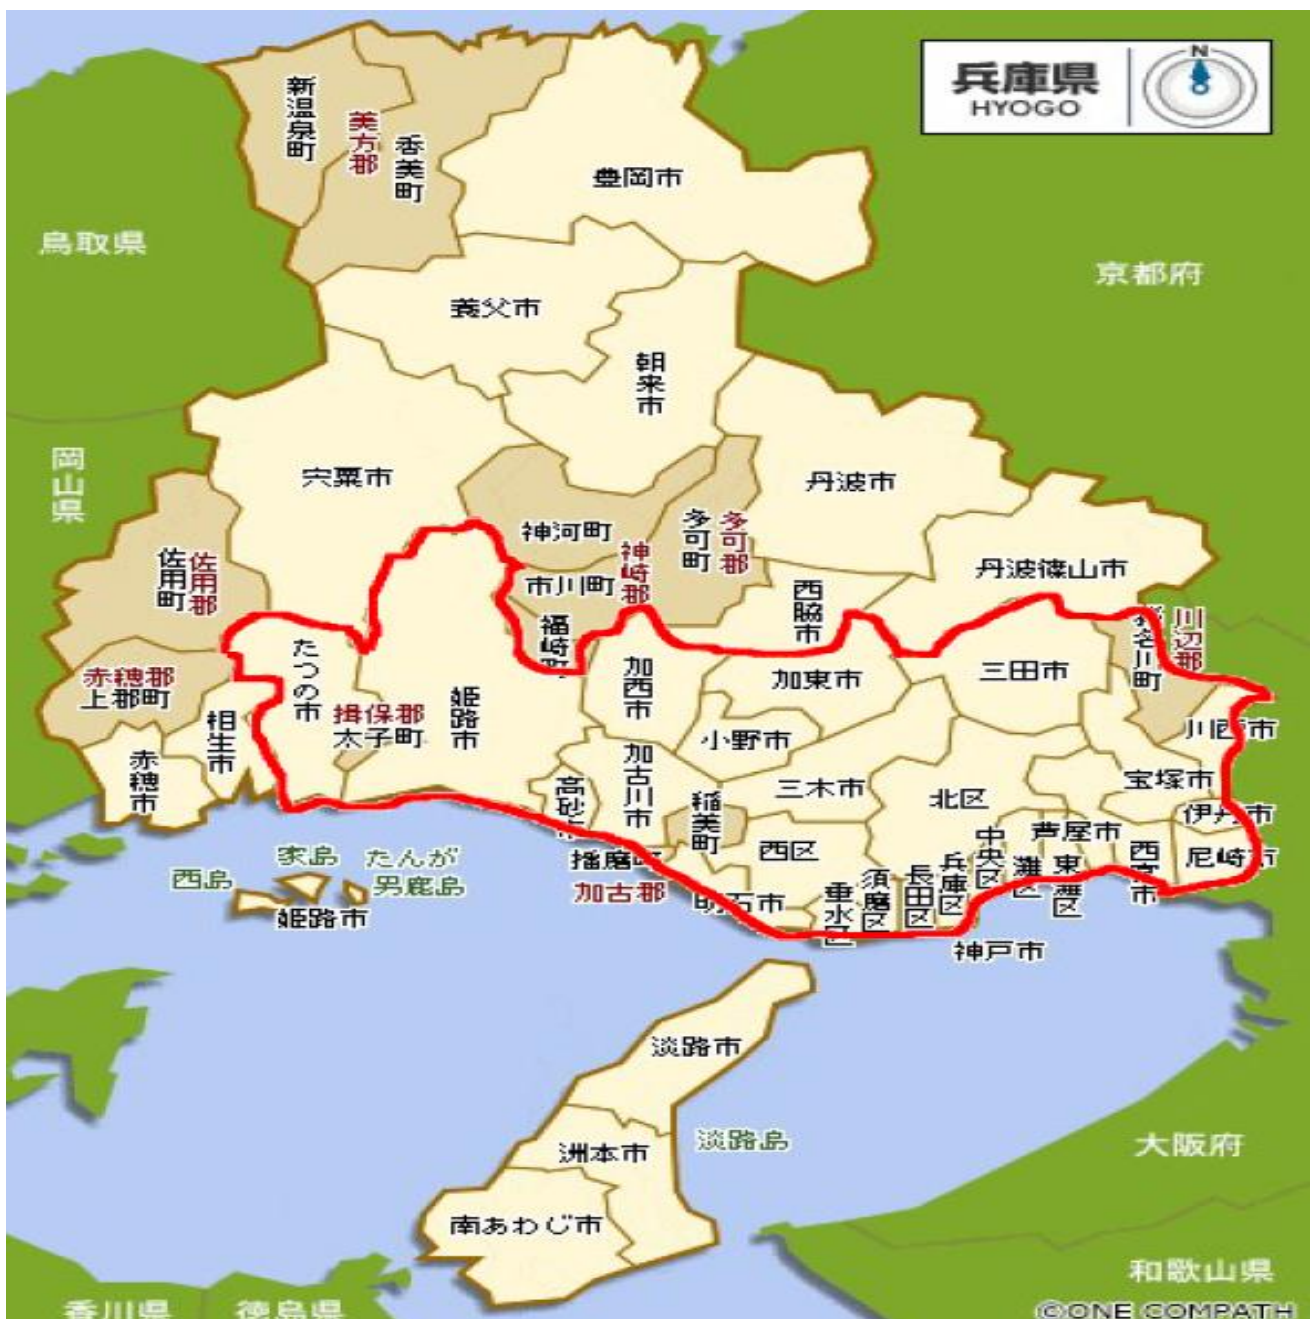 兵庫県
HYOGO
N
新温泉町
美方郡
香美町
豊岡市
鳥取県
京都府
養父市
朝来市
岡山県
宍粟市
丹波市
神河町
多可町
多可郡
佐用町
佐用郡
市川町
神崎郡
西脇市
丹波篠山市
福崎町
たつの市
加西市
加東市
三田市
猪名川町
川辺郡
赤穂郡
上郡町
相生市
揖保郡
太子町
姫路市
小野市
川西市
赤穂市
高砂市
加古川市
稲美町
三木市
北区
宝塚市
伊丹市
中央区
芦屋市
西宮市
尼崎市
西区
播磨町
加古郡
明石市
垂水区
須磨区
長田区
兵庫区
灘区
東灘区
神戸市
家島
たんが
男鹿島
西島
姫路市
淡路市
洲本市
淡路島
南あわじ市
大阪府
和歌山県
香川県
徳島県
©ONE COMPATH